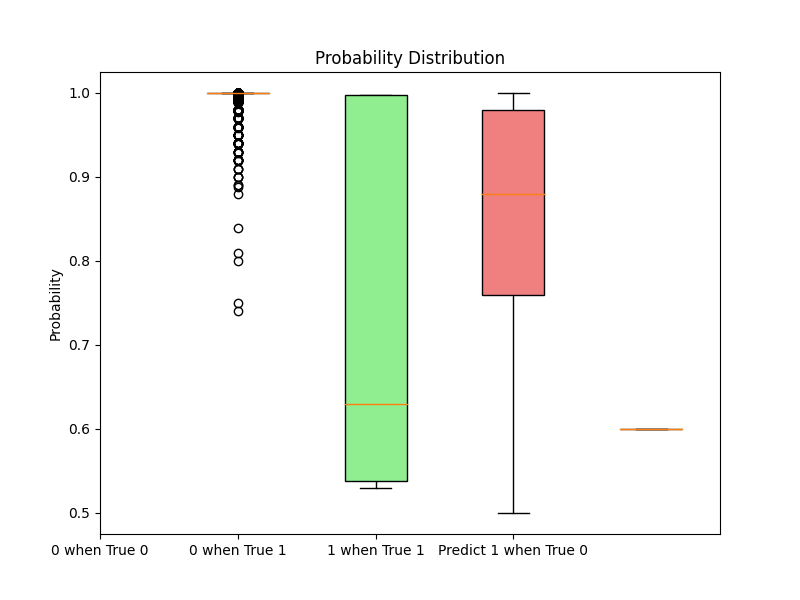 Probability Distribution
Probability
1.0
0.9
0.8
0.7
0.6
0.5
0 when True 0
0 when True 1
1 when True 1
Predict 1 when True 0